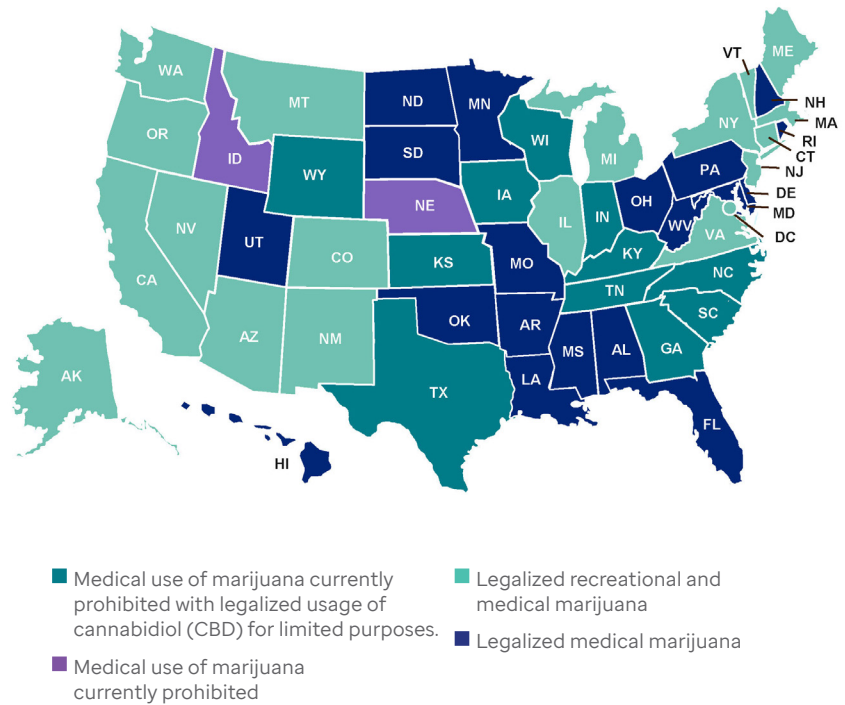 VT
ME
WA
MT
ND
MN
NH
MA
OR
NY
RI
ID
WI
CT
SD
MI
WY
PA
NJ
IA
NE
OH
DE
IL
IN
MD
NV
WV
UT
VA
DC
CO
KY
KS
MO
CA
NC
TN
OK
SC
AZ
NM
AR
GA
MS
AL
AK
TX
LA
FL
HI
Medical use of marijuana currently
prohibited with legalized usage of
cannabidiol (CBD) for limited purposes.
Medical use of marijuana
currently prohibited
Legalized recreational and
medical marijuana
Legalized medical marijuana